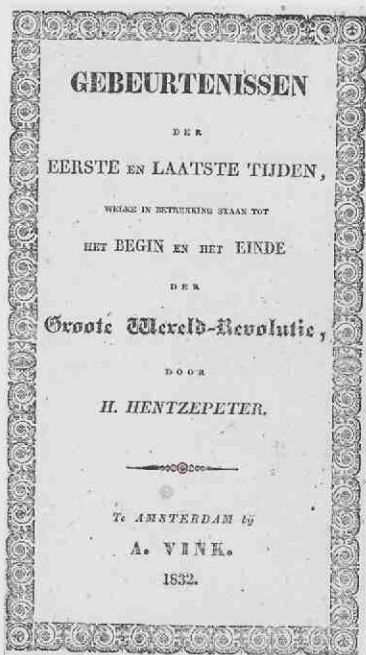 GEBEURTENISSEN
DER
EERSTE EN LAATSTE TIJDEN,
WELKE IN BETREKKING STAAN TOT
HET BEGIN EN HET EINDE
DER
Groote Wereld-Revolutie,
DOOR
H. HENTZEPETER.
Te AMSTERDAM bij
A. VINK.
1832.